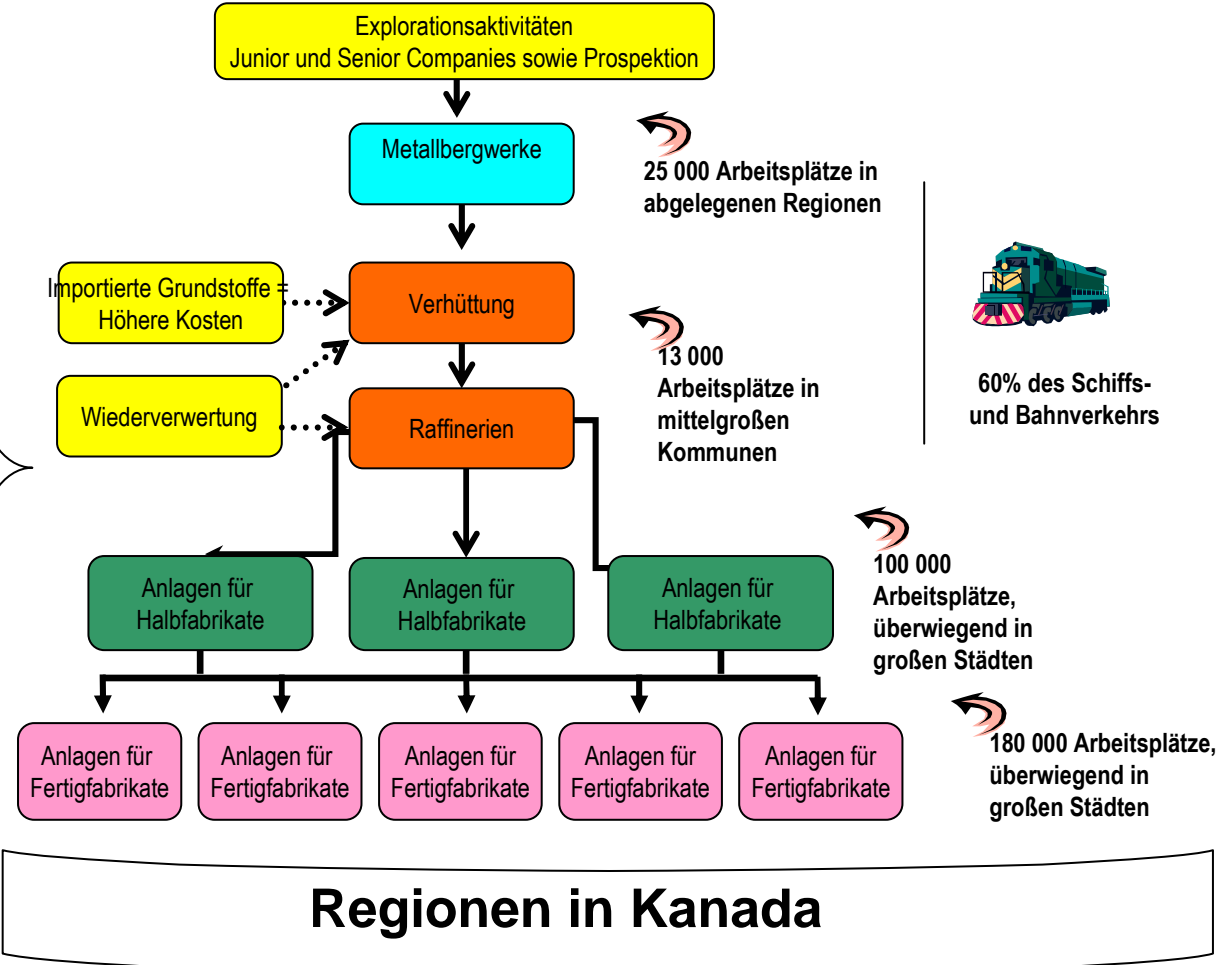 Explorationsaktivitäten
Junior und Senior Companies sowie Prospektion
Metallbergwerke
25 000 Arbeitsplätze in
abgelegenen Regionen
Importierte Grundstoffe =
Höhere Kosten
Verhüttung
13 000
Arbeitsplätze in
mittelgroßen
Kommunen
60% des Schiffs-
und Bahnverkehrs
Wiederverwertung
Raffinerien
Anlagen für
Halbfabrikate
Anlagen für
Halbfabrikate
Anlagen für
Halbfabrikate
100 000
Arbeitsplätze,
überwiegend in
großen Städten
Anlagen für
Fertigfabrikate
Anlagen für
Fertigfabrikate
Anlagen für
Fertigfabrikate
Anlagen für
Fertigfabrikate
Anlagen für
Fertigfabrikate
180 000 Arbeitsplätze,
überwiegend in
großen Städten
Regionen in Kanada